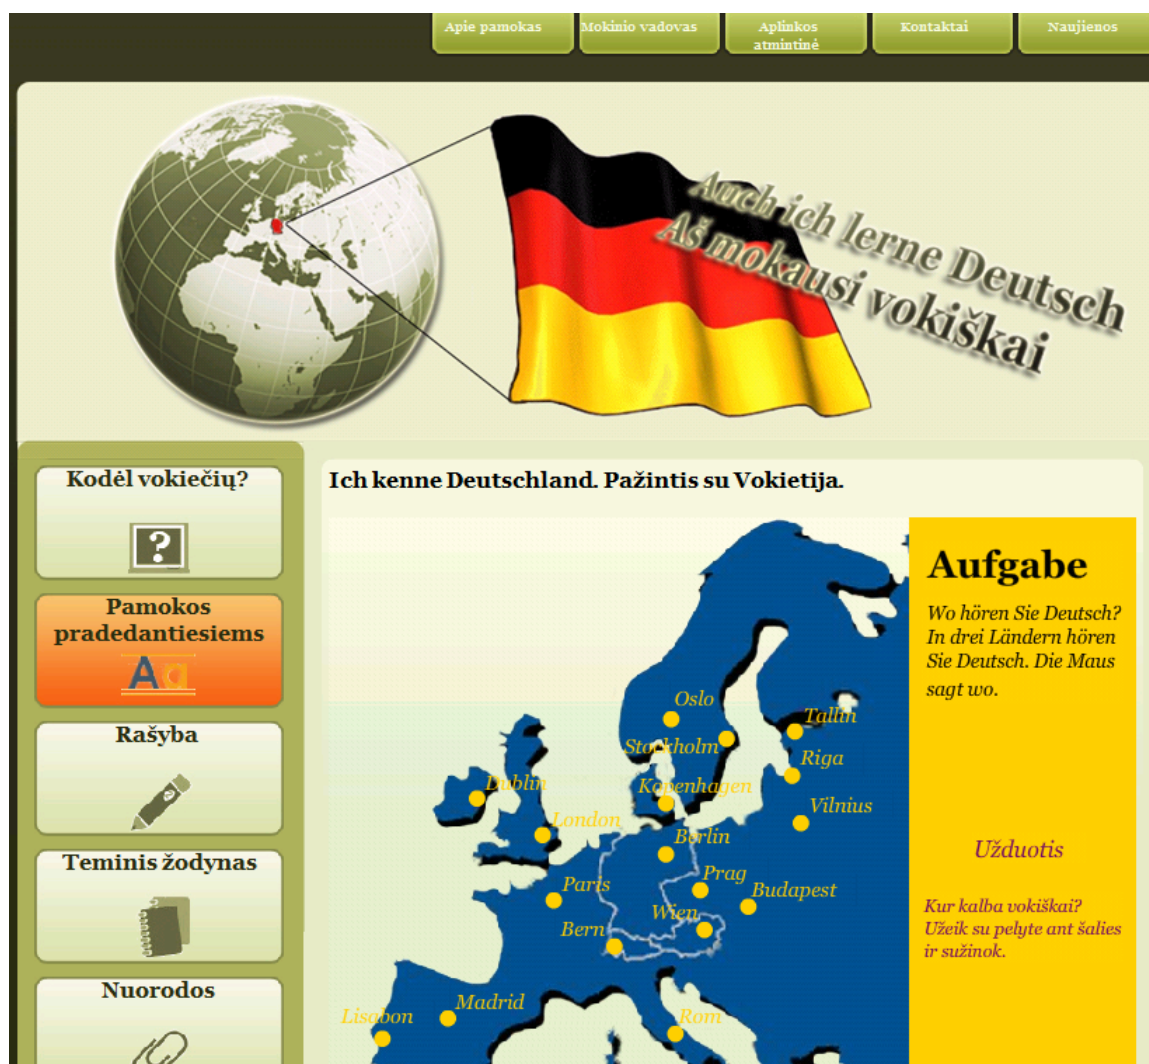 Apie pamokas
Mokinio vadovas
Aplinkos
atmintinė
Kontaktai
Naujienos
Auch ich lerne Deutsch
Aš mokausi vokiškai
Kodėl vokiečių?
?
Pamokos
pradedantiesiems
Aa
Rašyba
Teminis žodynas
Nuorodos
Ich kenne Deutschland. Pažintis su Vokietija.
Oslo
Tallin
Stockholm
Riga
Dublin
Kopenhagen
Vilnius
London
Berlin
Prag
Paris
Budapest
Wien
Bern
Madrid
Lisabon
Rom
Aufgabe
Wo hören Sie Deutsch?
In drei Ländern hören
Sie Deutsch. Die Maus
sagt wo.
Užduotis
Kur kalba vokiškai?
Užeik su pelyte ant šalies
ir sužinok.